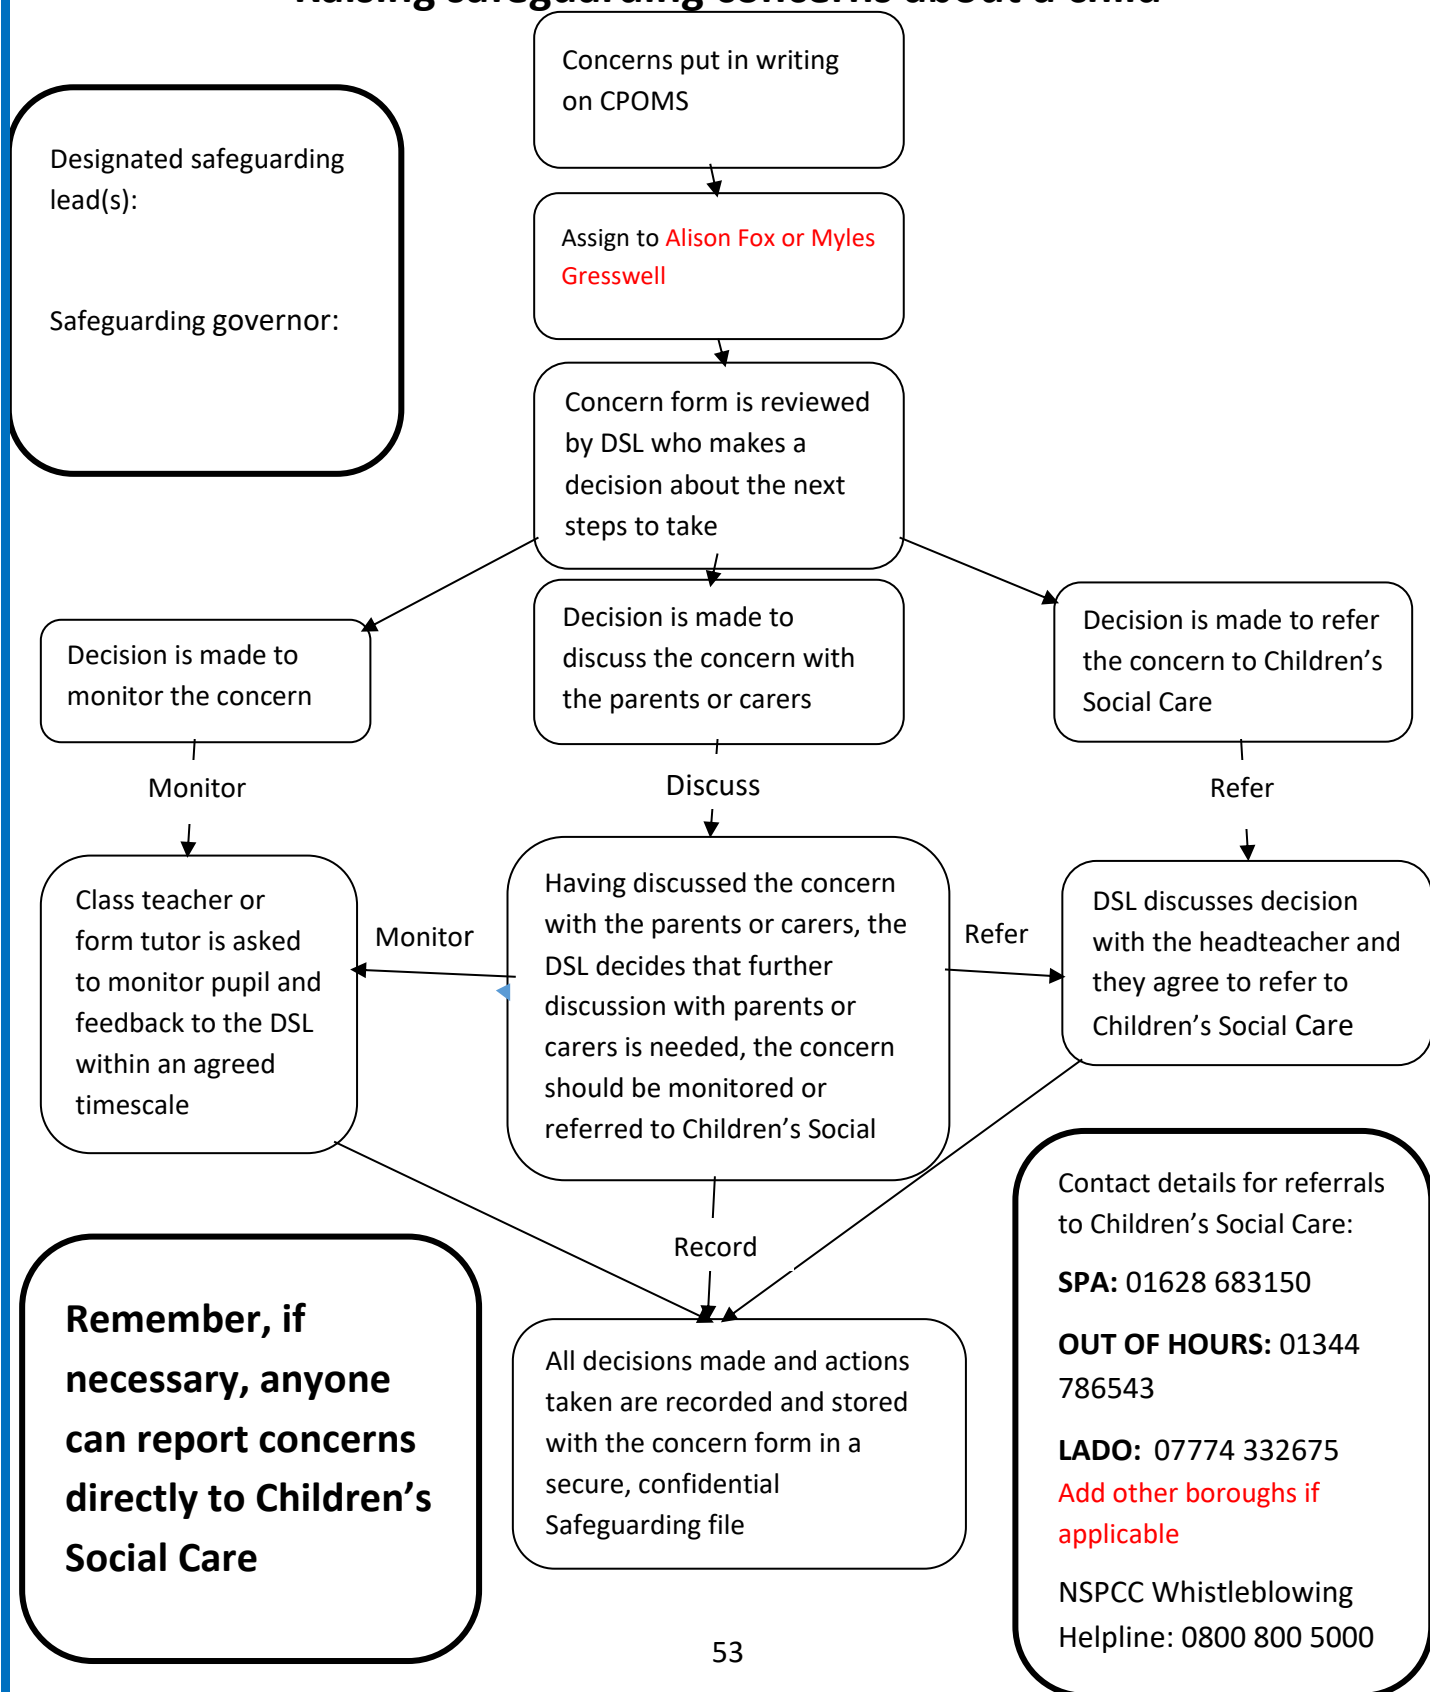 Raising safeguarding concerns about a child
Concerns put in writing
on CPOMS
Designated safeguarding
lead(s):
Safeguarding governor:
Assign to Alison Fox or Myles
Gresswell
Concern form is reviewed
by DSL who makes a
decision about the next
steps to take
Decision is made to
monitor the concern
Decision is made to
discuss the concern with
the parents or carers
Decision is made to refer
the concern to Children’s
Social Care
Monitor
Discuss
Refer
Class teacher or
form tutor is asked
to monitor pupil and
feedback to the DSL
within an agreed
timescale
Monitor
Having discussed the concern
with the parents or carers, the
DSL decides that further
discussion with parents or
carers is needed, the concern
should be monitored or
referred to Children’s Social
Refer
DSL discusses decision
with the headteacher and
they agree to refer to
Children’s Social Care
Record
Remember, if
necessary, anyone
can report concerns
directly to Children’s
Social Care
All decisions made and actions
taken are recorded and stored
with the concern form in a
secure, confidential
Safeguarding file
Contact details for referrals
to Children’s Social Care:
SPA: 01628 683150
OUT OF HOURS: 01344
786543
LADO: 07774 332675
Add other boroughs if
applicable
NSPCC Whistleblowing
Helpline: 0800 800 5000
53